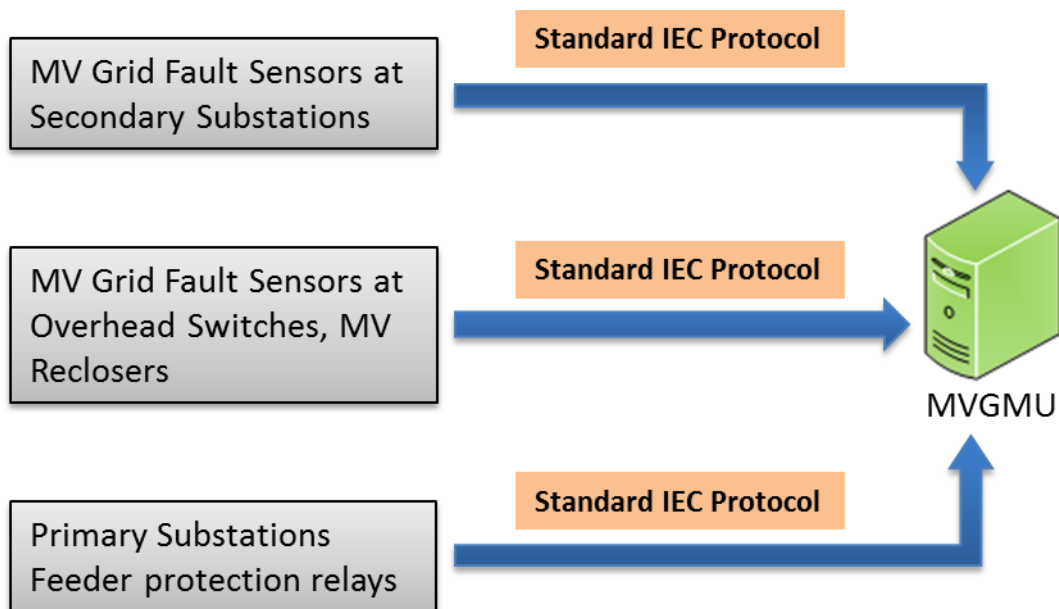 Standard IEC Protocol
MV Grid Fault Sensors at
Secondary Substations
Standard IEC Protocol
MV Grid Fault Sensors at
Overhead Switches, MV
Reclosers
MVGMU
Standard IEC Protocol
Primary Substations
Feeder protection relays